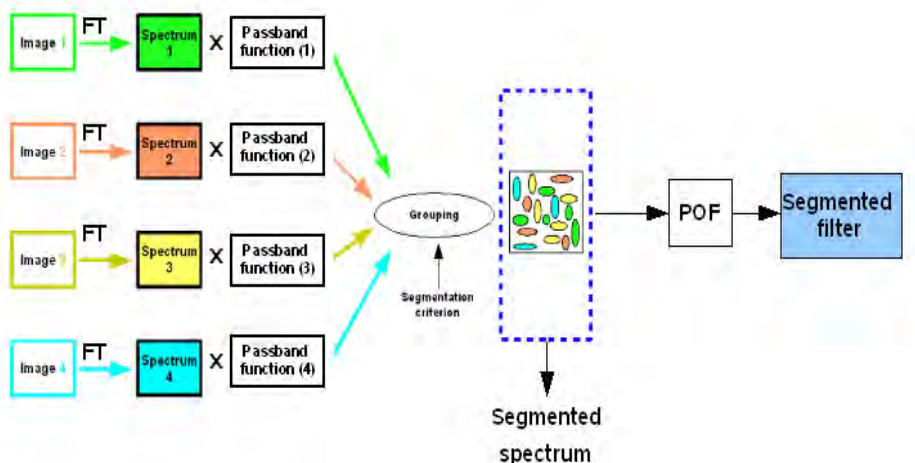 Image 1
FT
Spectrum
1
X
Passband
function (1)
Image 2
FT
Spectrum
2
X
Passband
function (2)
Image 3
FT
Spectrum
3
X
Passband
function (3)
Image 4
FT
Spectrum
4
X
Passband
function (4)
Grouping
Segmentation
criterion
POF
Segmented
filter
Segmented
spectrum